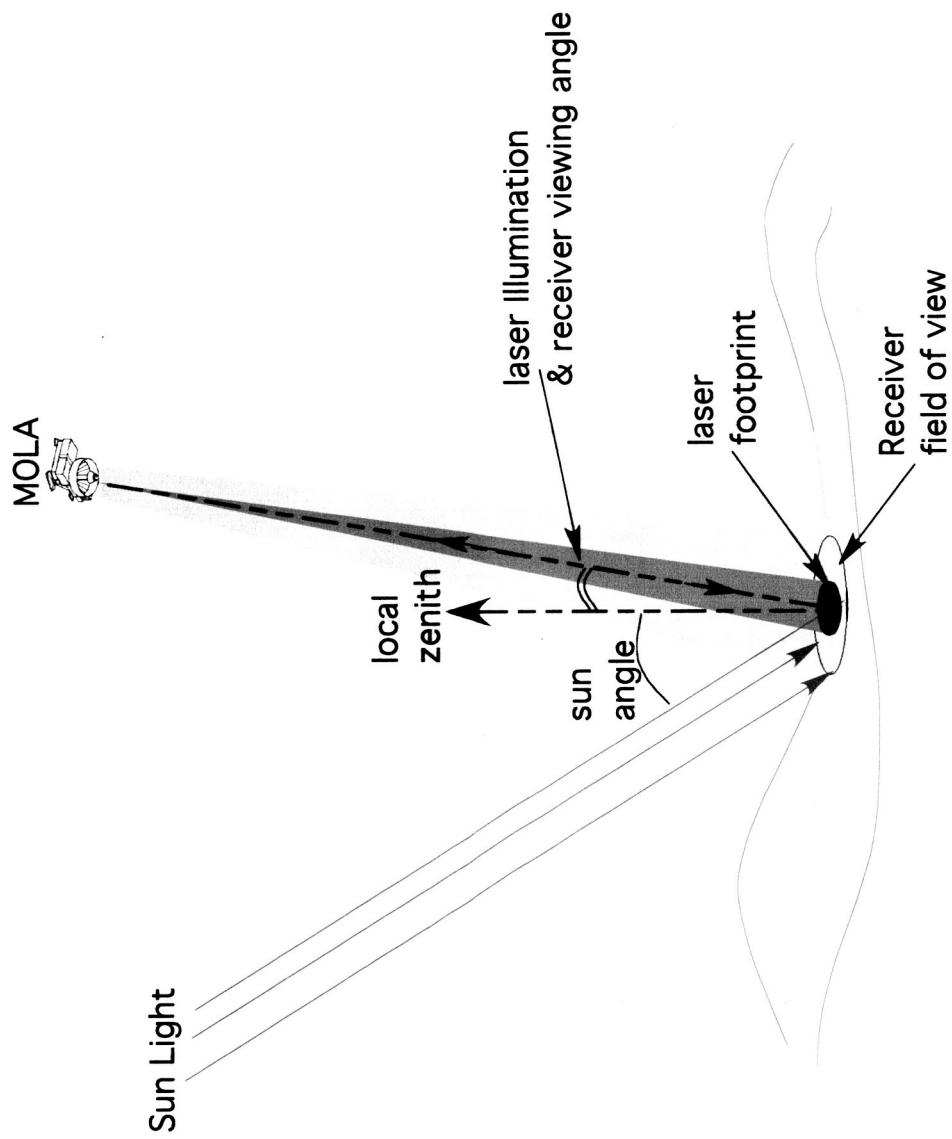 MOLA
Sun Light
local
zenith
laser Illumination
& receiver viewing angle
sun
angle
laser
footprint
Receiver
field of view